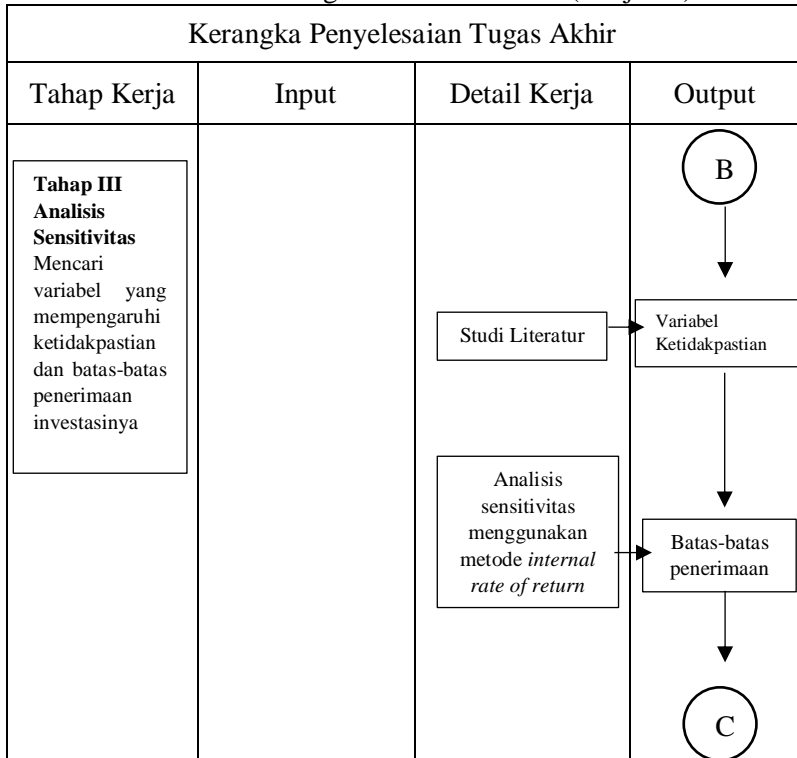 Kerangka Penyelesaian Tugas Akhir
Tahap Kerja
Input
Detail Kerja
Output
Tahap III
Analisis
Sensitivitas
Mencari
variabel yang
mempengaruhi
ketidakpastian
dan batas-batas
penerimaan
investasinya
B
Studi Literatur
Variabel
Ketidakpastian
Analisis
sensitivitas
menggunakan
metode internal
rate of return
Batas-batas
penerimaan
C